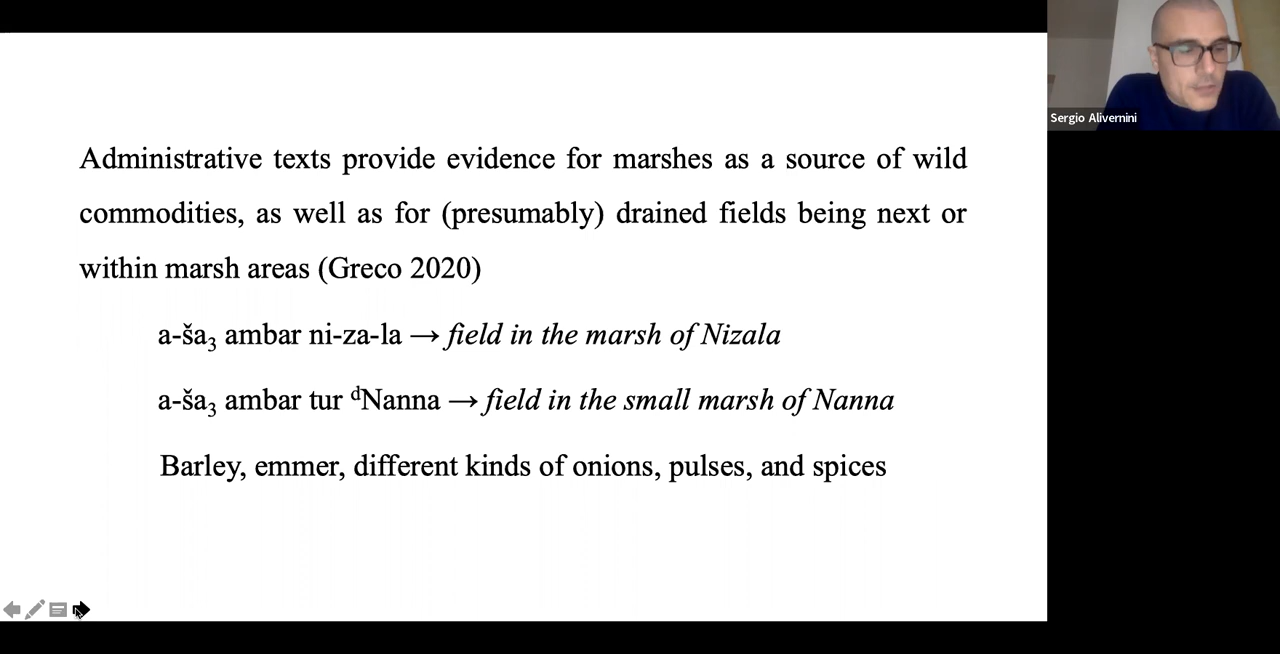 Administrative texts provide evidence for marshes as a source of wild
commodities, as well as for (presumably) drained fields being next or
within marsh areas (Greco 2020)
a-ša₃ ambar ni-za-la → field in the marsh of Nizala
a-ša₃ ambar tur ᵈNanna → field in the small marsh of Nanna
Barley, emmer, different kinds of onions, pulses, and spices
Sergio Alivernini